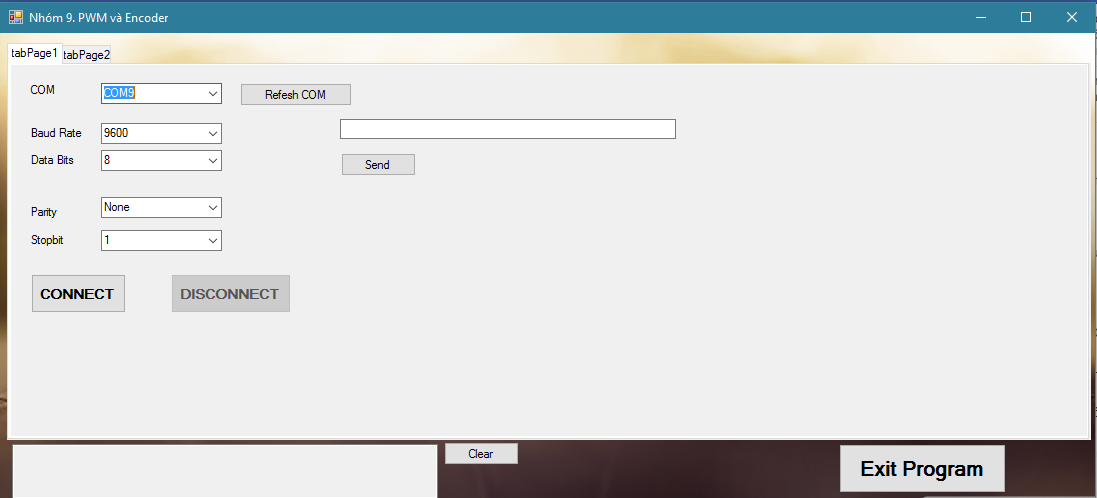 Nhóm 9. PWM và Encoder
tabPage1 tabPage2
COM COM9 Refesh COM
Baud Rate 9600
Data Bits 8
Send
Parity None
Stopbit 1
CONNECT DISCONNECT
Clear
Exit Program